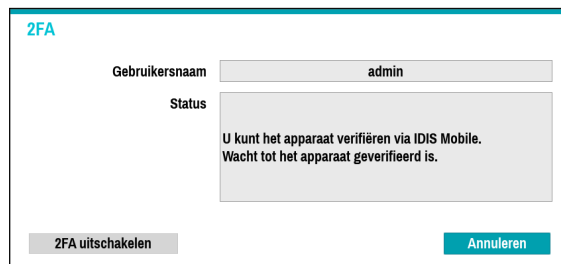 2FA
Gebruikersnaam admin
Status
U kunt het apparaat verifiëren via IDIS Mobile.
Wacht tot het apparaat geverifieerd is.
2FA uitschakelen Annuleren